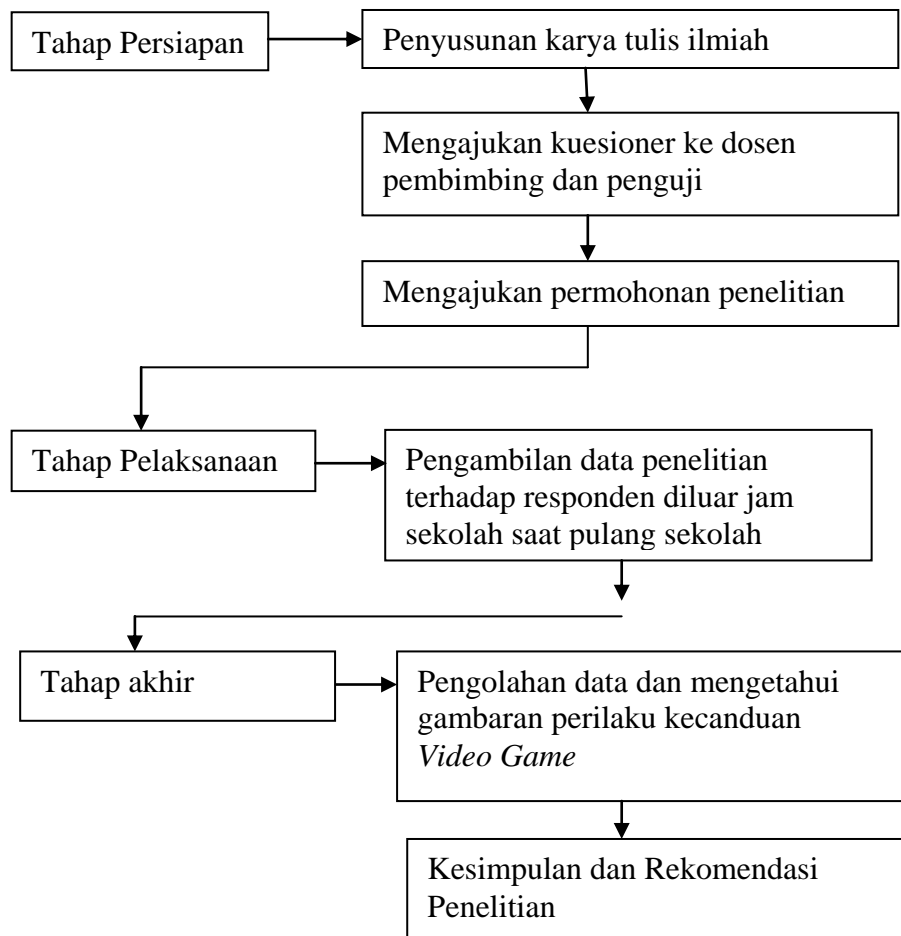 Tahap Persiapan
Penyusunan karya tulis ilmiah
Mengajukan kuesioner ke dosen
pembimbing dan penguji
Mengajukan permohonan penelitian
Tahap Pelaksanaan
Pengambilan data penelitian
terhadap responden diluar jam
sekolah saat pulang sekolah
Tahap akhir
Pengolahan data dan mengetahui
gambaran perilaku kecanduan
Video Game
Kesimpulan dan Rekomendasi
Penelitian